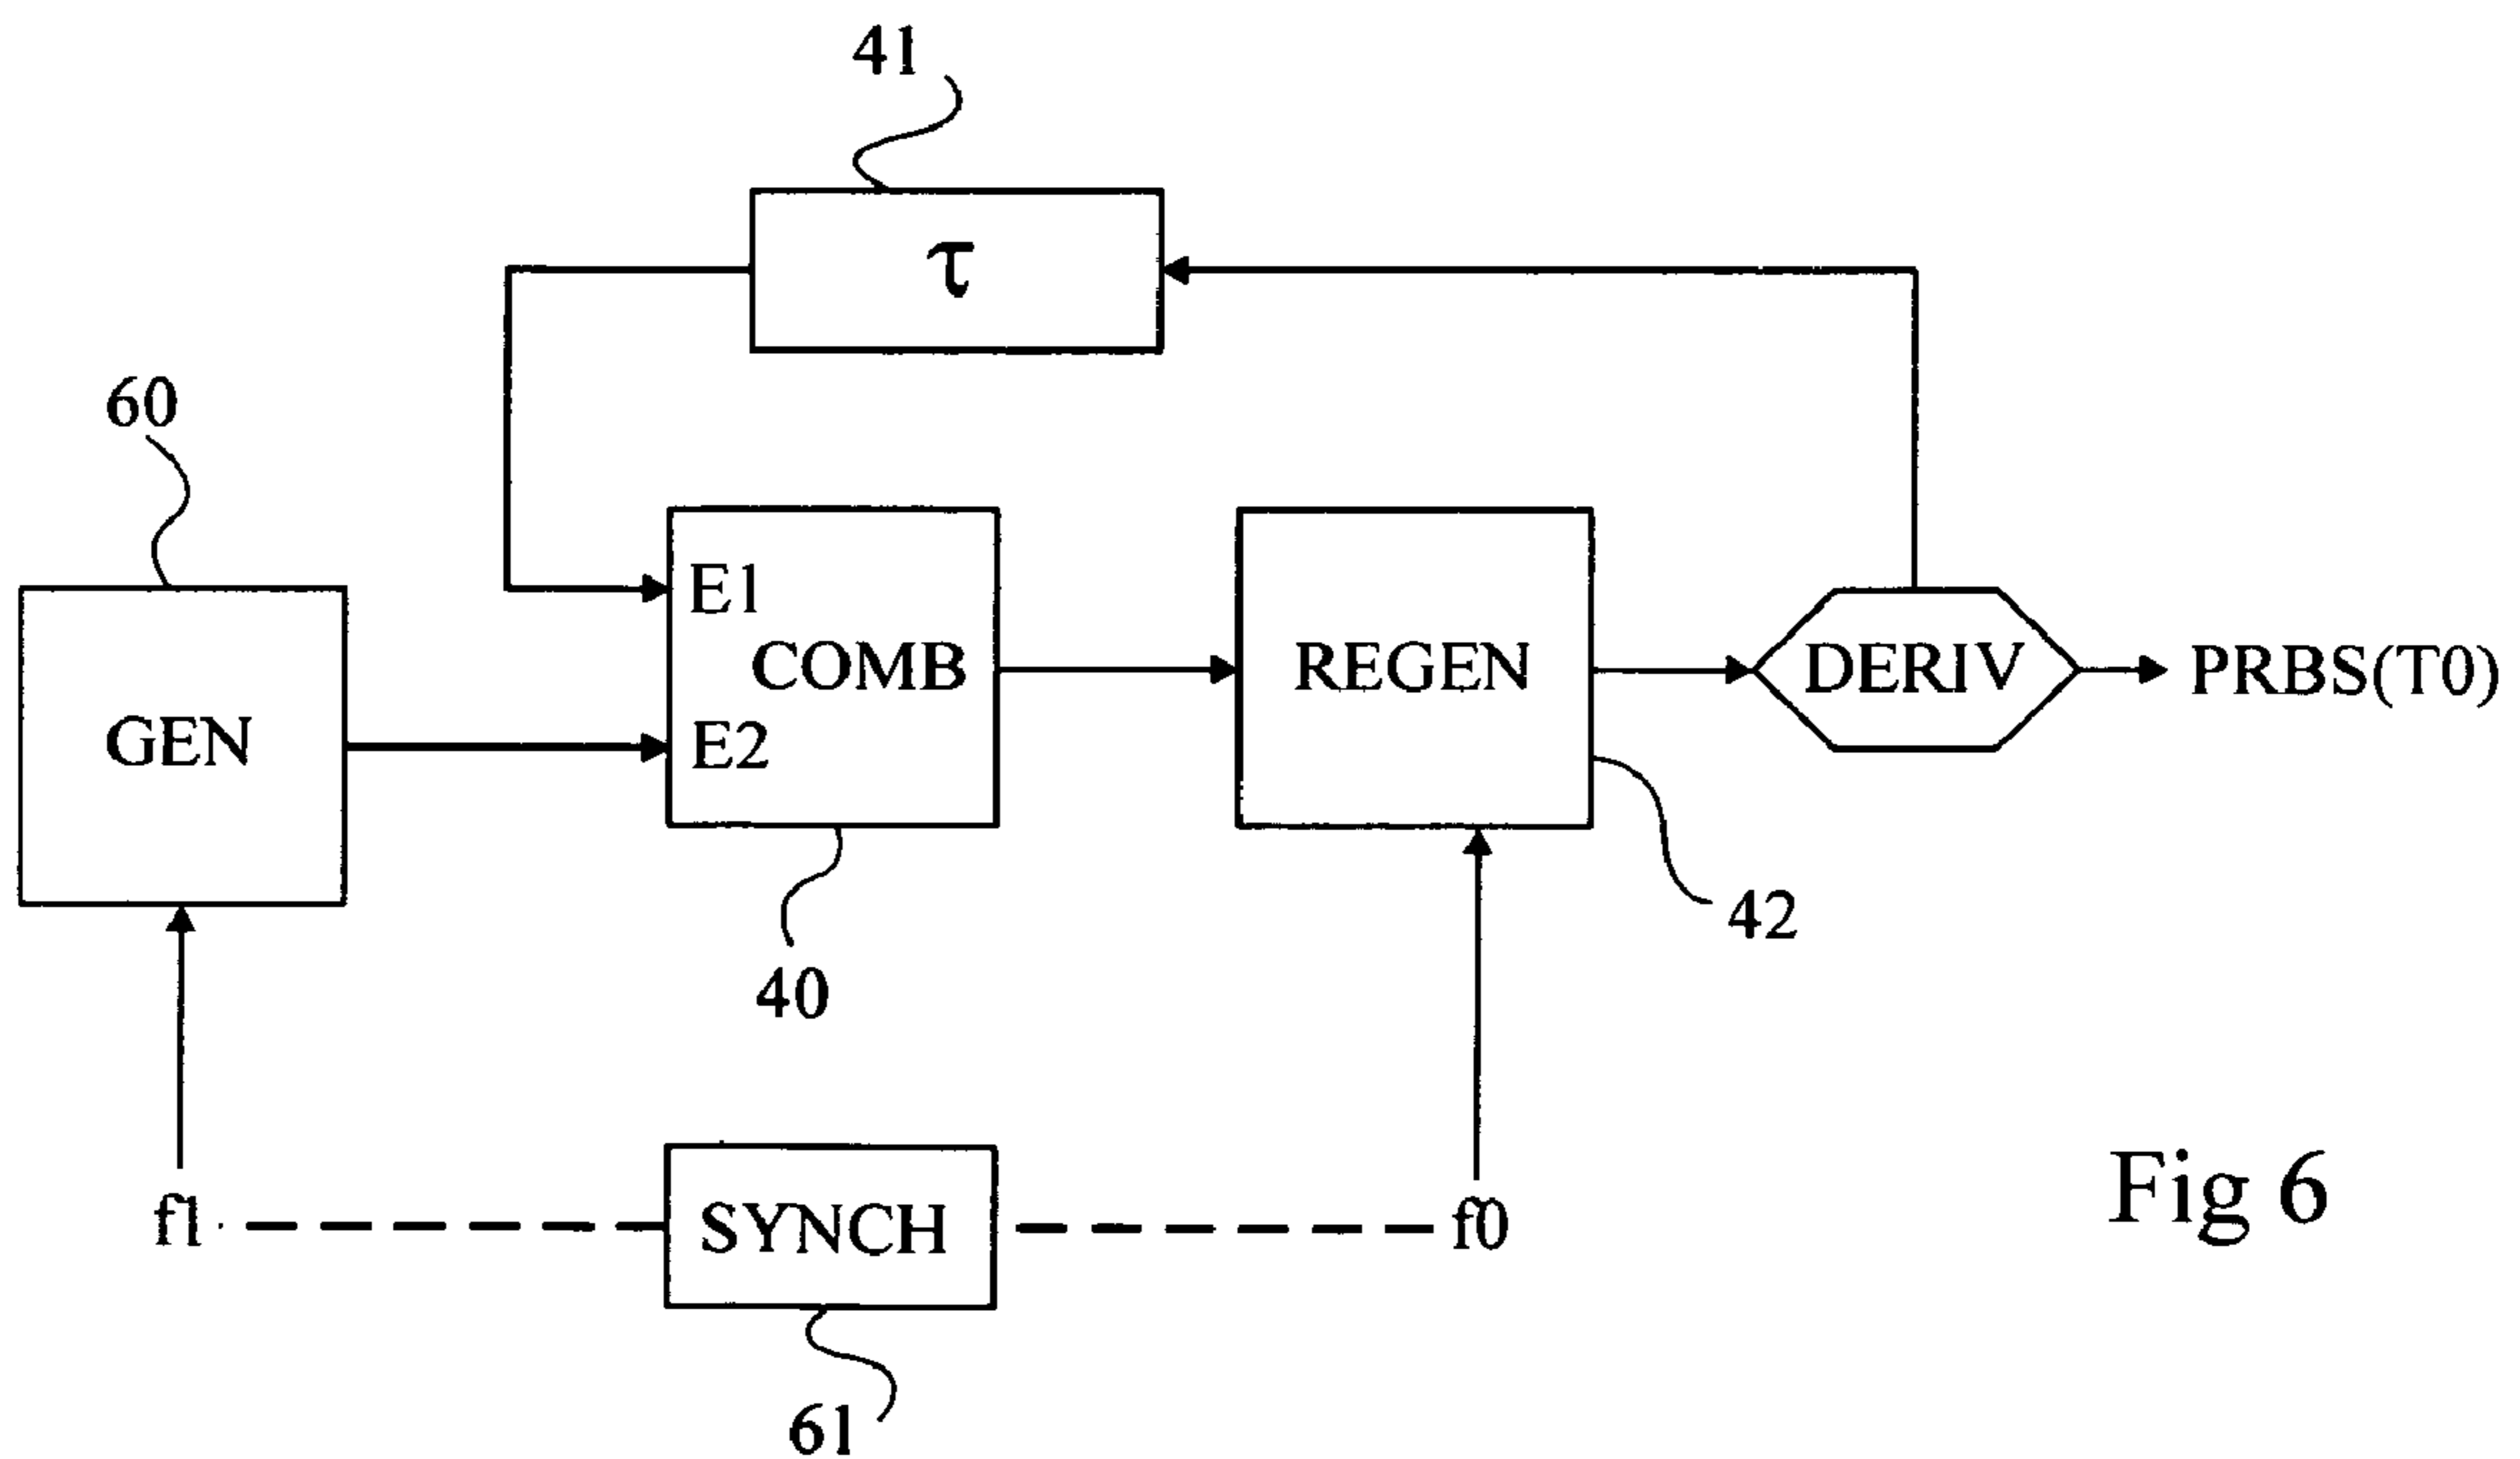 41
τ
60
E1
COMB
E2
GEN
REGEN
DERIV
PRBS(T0)
42
40
f1
SYNCH
f0
61
Fig 6